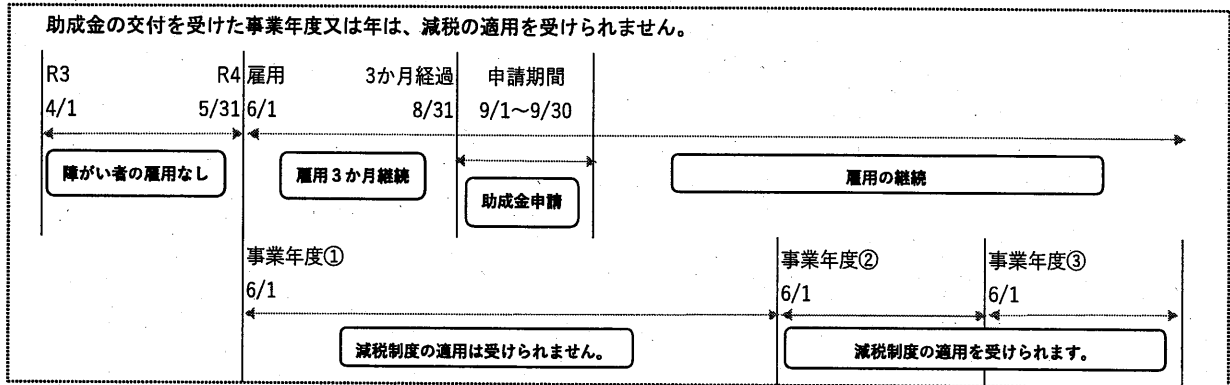 助成金の交付を受けた事業年度又は年は、減税の適用を受けられません。
R3 R4 雇用 3か月経過 申請期間
4/1 5/31 6/1 8/31 9/1～9/30
障がい者の雇用なし
雇用3か月継続
助成金申請
雇用の継続
事業年度① 事業年度② 事業年度③
6/1 6/1 6/1
減税制度の適用は受けられません。
減税制度の適用を受けられます。